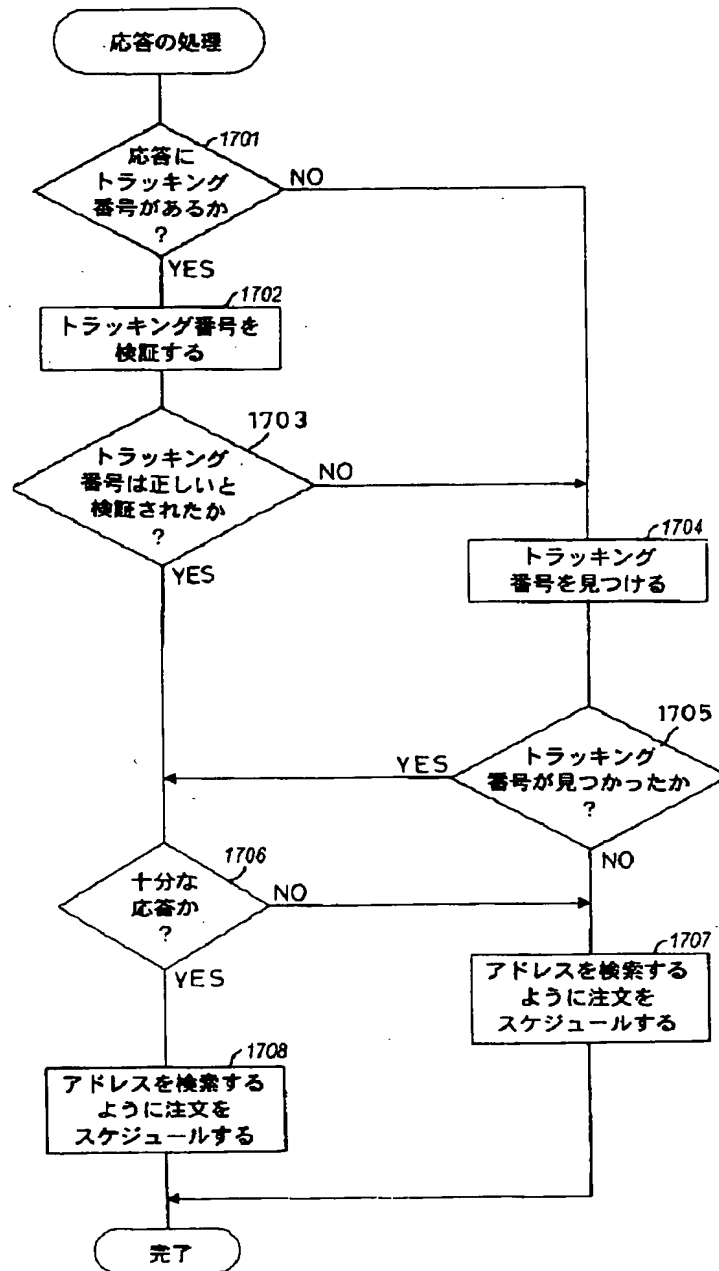 応答の処理
1701
応答に
トラッキング
番号があるか
?
NO
YES
1702
トラッキング番号を
検証する
1703
トラッキング
番号は正しいと
検証されたか
?
NO
YES
1704
トラッキング
番号を見つける
1705
トラッキング
番号が見つかったか
?
YES
NO
1706
十分な
応答か
?
NO
YES
1707
アドレスを検索する
ように注文を
スケジュールする
1708
アドレスを検索する
ように注文を
スケジュールする
完了